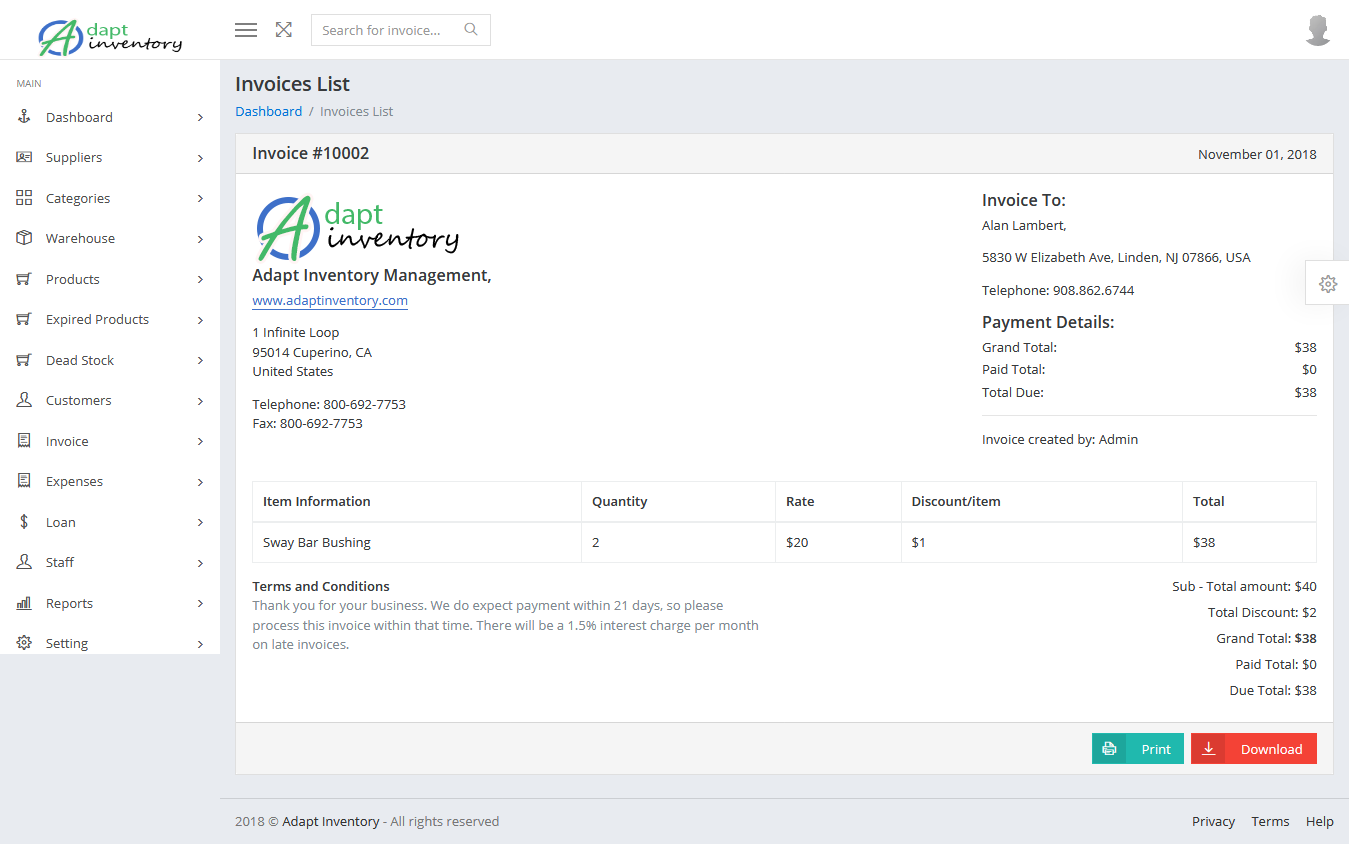 Adapt inventory
Search for invoice...
MAIN
Dashboard
Suppliers
Categories
Warehouse
Products
Expired Products
Dead Stock
Customers
Invoice
Expenses
Loan
Staff
Reports
Setting
Invoices List
Dashboard / Invoices List
Invoice #10002
November 01, 2018
Adapt inventory
Adapt Inventory Management,
www.adaptinventory.com
1 Infinite Loop
95014 Cuperino, CA
United States
Telephone: 800-692-7753
Fax: 800-692-7753
Invoice To:
Alan Lambert,
5830 W Elizabeth Ave, Linden, NJ 07866, USA
Telephone: 908.862.6744
Payment Details:
Grand Total: $38
Paid Total: $0
Total Due: $38
Invoice created by: Admin
Item Information Quantity Rate Discount/item Total
Sway Bar Bushing 2 $20 $1 $38
Terms and Conditions
Thank you for your business. We do expect payment within 21 days, so please
process this invoice within that time. There will be a 1.5% interest charge per month
on late invoices.
Sub - Total amount: $40
Total Discount: $2
Grand Total: $38
Paid Total: $0
Due Total: $38
Print
Download
2018 © Adapt Inventory - All rights reserved
Privacy Terms Help